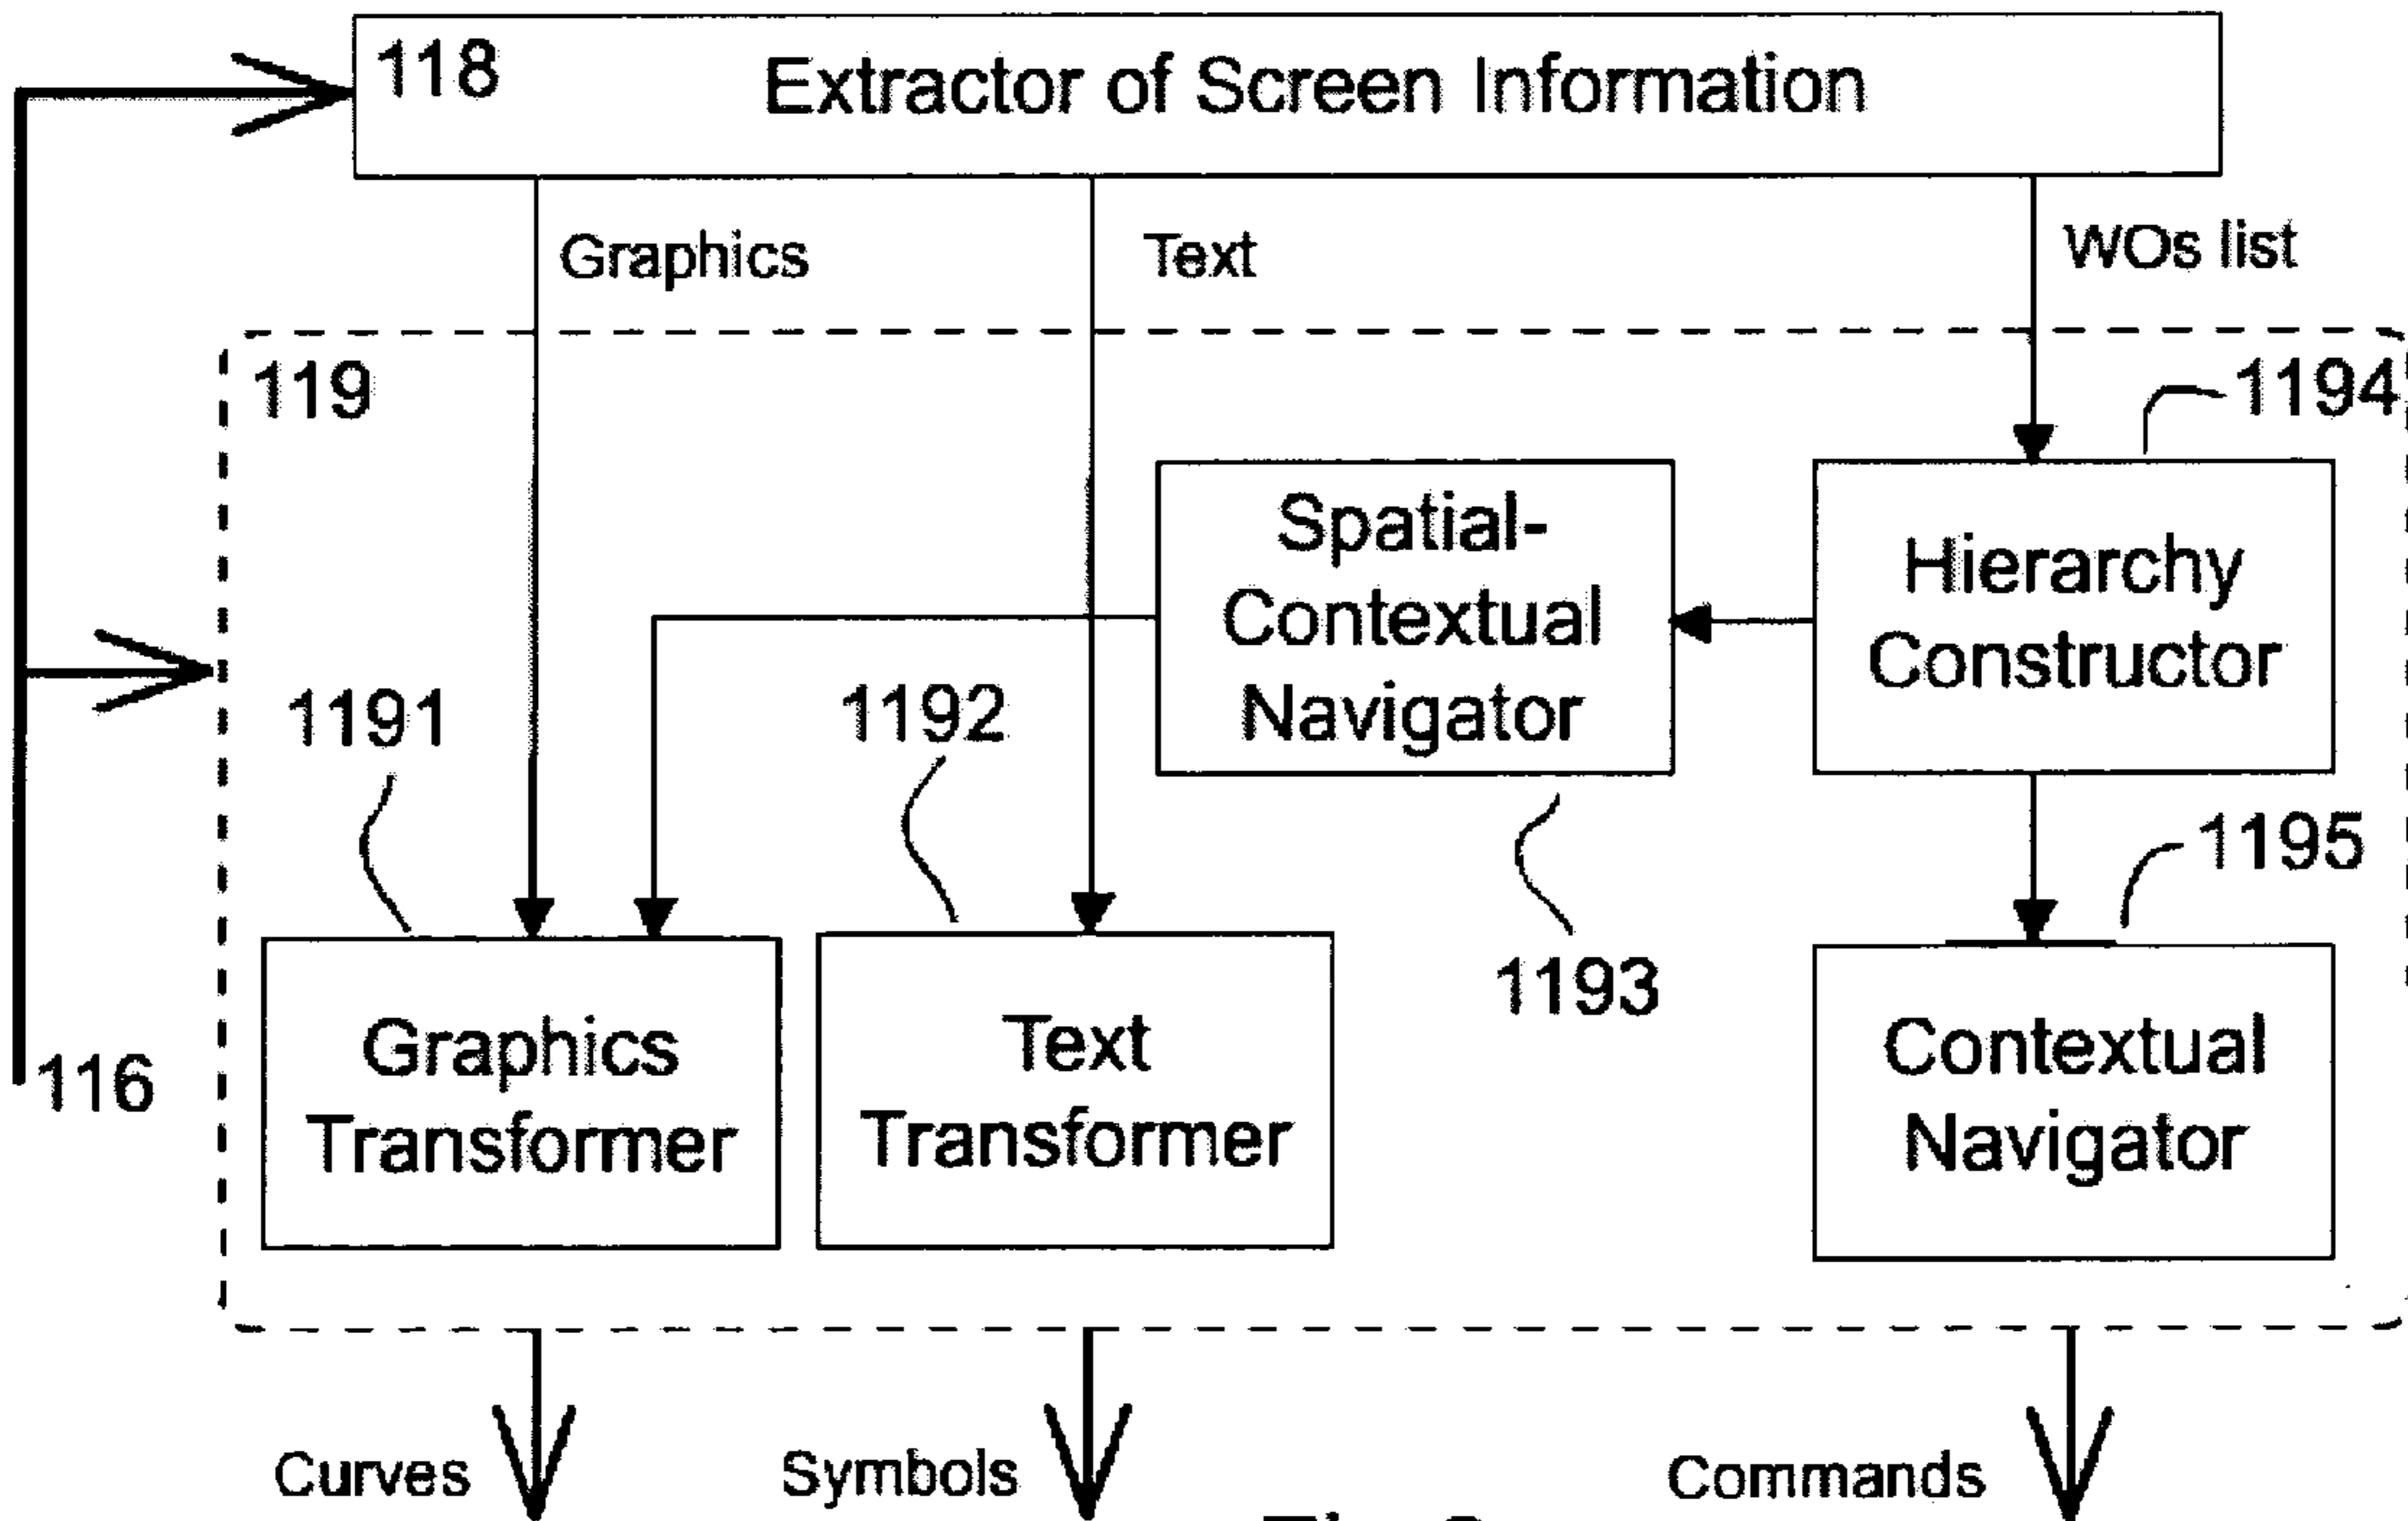 118
Extractor of Screen Information
Graphics
Text
WOs list
119
1194
Spatial-
Contextual
Navigator
Hierarchy
Constructor
1191
1192
1195
1193
116
Graphics
Transformer
Text
Transformer
Contextual
Navigator
Curves
Symbols
Commands